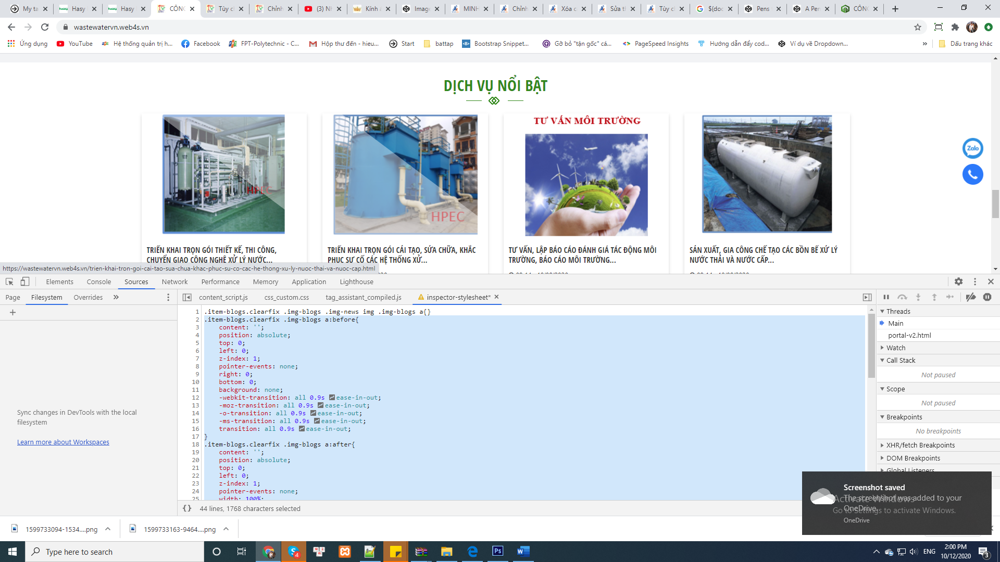 My ta
Hasy
Hasy
CÔNG
Tùy cl
Chỉnh
(3) Nh
Kính
Image
MINH
Chỉnh
Xóa c
Sửa t
Tùy cl
$(doc
Pens
A Pen
CÔNG
wastewatervn.web4s.vn
Ứng dụng
YouTube
Hệ thống quản trị h...
Facebook
FPT-Polytechnic - C...
Hộp thư đến - hieu...
Start
battap
Bootstrap Snippet...
Gỡ bỏ "tận gốc" cá...
PageSpeed Insights
Hướng dẫn đẩy cod...
Ví dụ về Dropdown...
»
Dấu trang khác
DỊCH VỤ NỔI BẬT
HPEC
HPEC
TƯ VẤN MÔI TRƯỜNG
Zalo
TRIỂN KHAI TRỌN GÓI THIẾT KẾ, THI CÔNG,
CHUYỂN GIAO CÔNG NGHỆ XỬ LÝ NƯỚC...
TRIỂN KHAI TRỌN GÓI CẢI TẠO, SỬA CHỮA, KHẮC
PHỤC SỰ CỐ CÁC HỆ THỐNG XỬ...
TƯ VẤN, LẬP BÁO CÁO ĐÁNH GIÁ TÁC ĐỘNG MÔI
TRƯỜNG, BÁO CÁO MÔI TRƯỜNG...
SẢN XUẤT, GIA CÔNG CHẾ TẠO CÁC BỒN BỂ XỬ LÝ
NƯỚC THẢI VÀ NƯỚC CẤP...
https://wastewatervn.web4s.vn/trien-khai-tron-goi-cai-tao-sua-chua-khac-phuc-su-co-cac-he-thong-xu-ly-nuoc-thai-va-nuoc-cap.html
Elements
Console
Sources
Network
Performance
Memory
Application
Lighthouse
Page
Filesystem
Overrides
»
content_script.js
css_custom.css
tag_assistant_compiled.js
inspector-stylesheet*
Sync changes in DevTools with the local
filesystem
Learn more about Workspaces
1 .item-blogs.clearfix .img-blogs .img-news img .img-blogs a{}
2 .item-blogs.clearfix .img-blogs a:before{
3 content: '';
4 position: absolute;
5 top: 0;
6 left: 0;
7 z-index: 1;
8 pointer-events: none;
9 right: 0;
10 bottom: 0;
11 background: none;
12 -webkit-transition: all 0.9s ease-in-out;
13 -moz-transition: all 0.9s ease-in-out;
14 -o-transition: all 0.9s ease-in-out;
15 -ms-transition: all 0.9s ease-in-out;
16 transition: all 0.9s ease-in-out;
17 }
18 .item-blogs.clearfix .img-blogs a:after{
19 content: '';
20 position: absolute;
21 top: 0;
22 left: 0;
23 z-index: 1;
24 pointer-events: none;
25 width: 100%;
{} 44 lines, 1768 characters selected
Threads
Main
portal-v2.html
Watch
Call Stack
Not paused
Scope
Not paused
Breakpoints
No breakpoints
XHR/fetch Breakpoints
DOM Breakpoints
Global Listeners
Screenshot saved
The screenshot was added to your
OneDrive.
OneDrive
Activate Windows
Go to Settings to activate Windows.
1599733094-1534....png
1599733163-9464....png
Type here to search
4
Ps
ENG
2:00 PM
10/12/2020
3